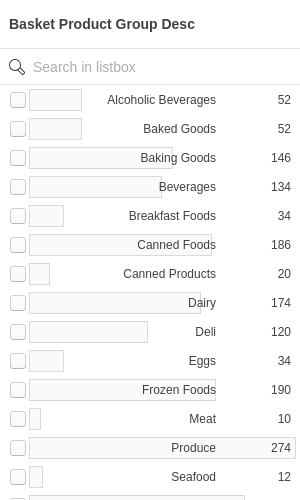 Basket Product Group Desc
Search in listbox
Alcoholic Beverages 52
Baked Goods 52
Baking Goods 146
Beverages 134
Breakfast Foods 34
Canned Foods 186
Canned Products 20
Dairy 174
Deli 120
Eggs 34
Frozen Foods 190
Meat 10
Produce 274
Seafood 12